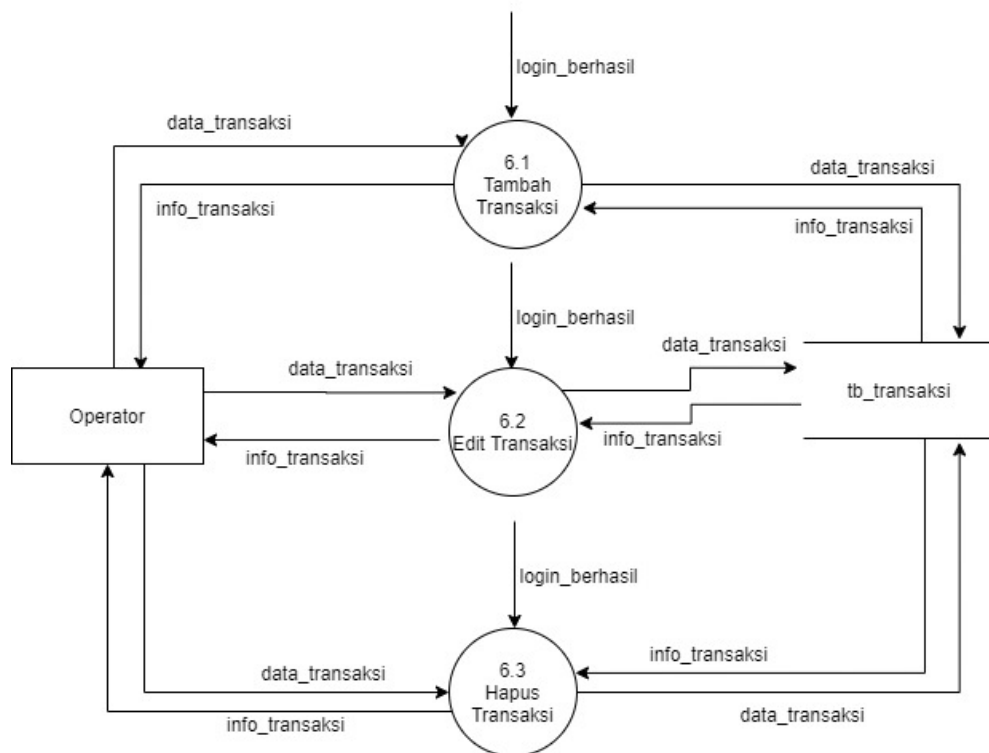 login_berhasil
data_transaksi
6.1
Tambah
Transaksi
data_transaksi
info_transaksi
info_transaksi
login_berhasil
data_transaksi
data_transaksi
Operator
6.2
Edit Transaksi
tb_transaksi
info_transaksi
info_transaksi
login_berhasil
info_transaksi
data_transaksi
6.3
Hapus
Transaksi
info_transaksi
data_transaksi